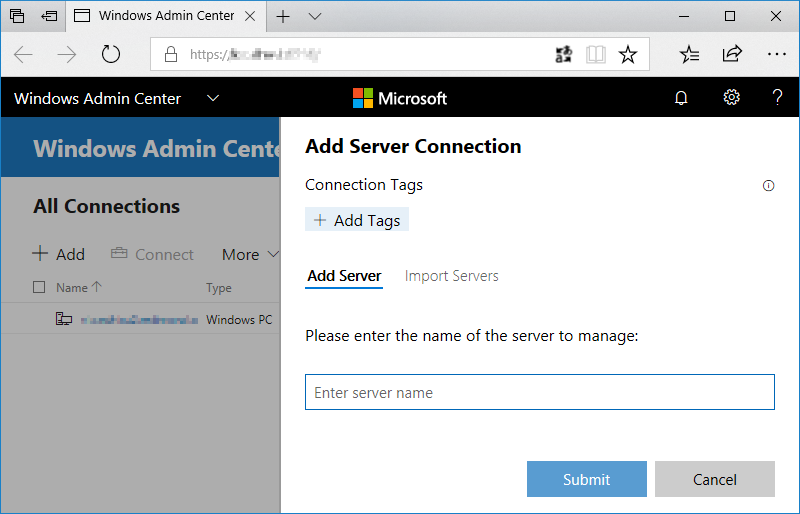 Windows Admin Center
https://
Windows Admin Center
Microsoft
?
Windows Admin Cente
All Connections
Add
Connect
More
Name
Type
Windows PC
Add Server Connection
Connection Tags
Add Tags
Add Server
Import Servers
Please enter the name of the server to manage:
Enter server name
Submit
Cancel